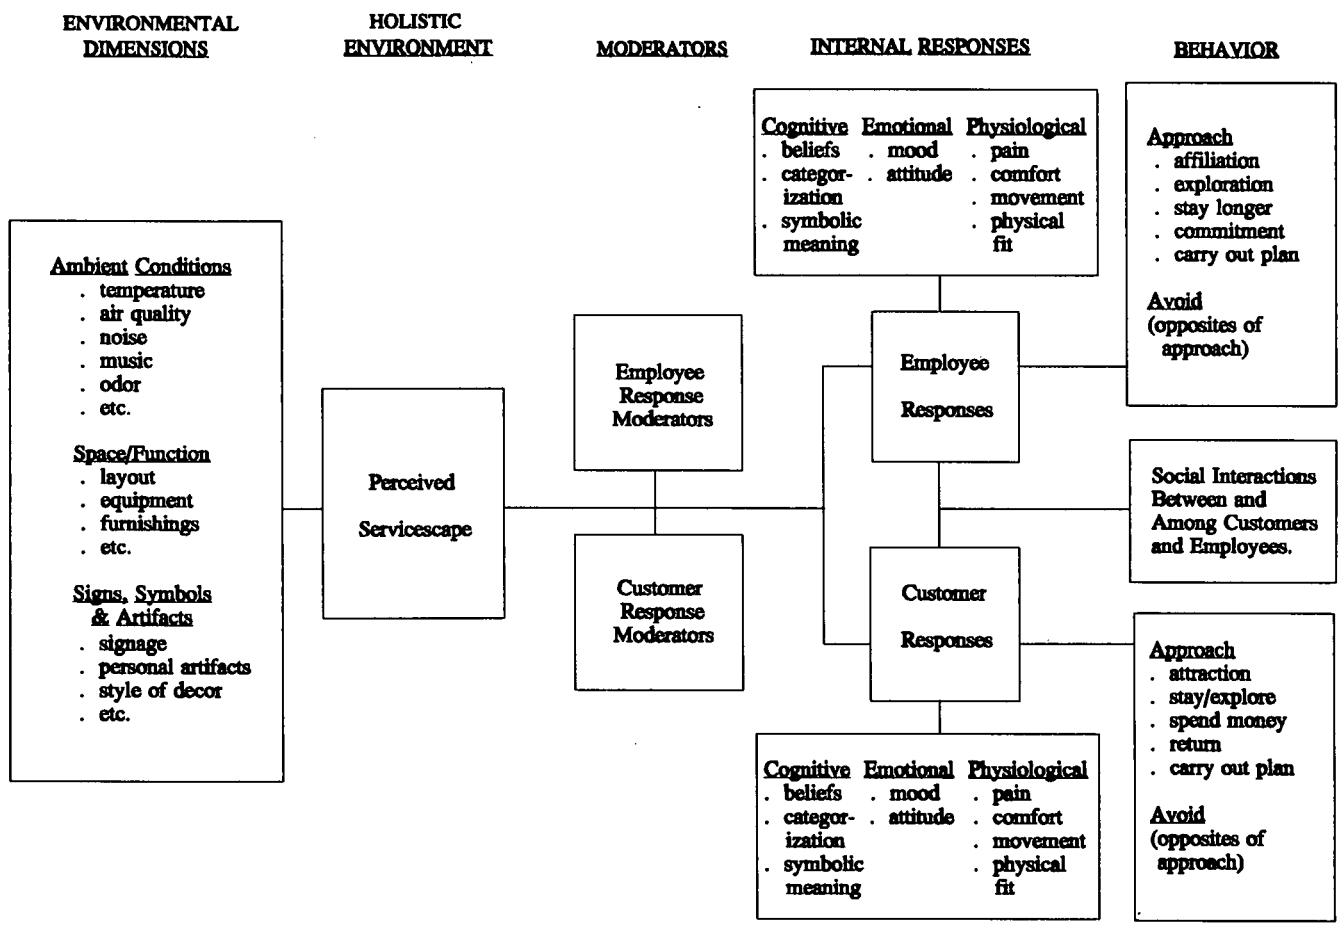 ENVIRONMENTAL
DIMENSIONS
HOLISTIC
ENVIRONMENT
MODERATORS
INTERNAL RESPONSES
BEHAVIOR
Ambient Conditions
. temperature
. air quality
. noise
. music
. odor
. etc.
Space/Function
. layout
. equipment
. furnishings
. etc.
Signs, Symbols
& Artifacts
. signage
. personal artifacts
. style of decor
. etc.
Perceived
Servicescape
Employee
Response
Moderators
Customer
Response
Moderators
Cognitive
. beliefs
. categor-
ization
. symbolic
meaning
Emotional
. mood
. attitude
Physiological
. pain
. comfort
. movement
. physical
fit
Employee
Responses
Customer
Responses
Cognitive
. beliefs
. categor-
ization
. symbolic
meaning
Emotional
. mood
. attitude
Physiological
. pain
. comfort
. movement
. physical
fit
Approach
. affiliation
. exploration
. stay longer
. commitment
. carry out plan
Avoid
(opposites of
approach)
Social Interactions
Between and
Among Customers
and Employees.
Approach
. attraction
. stay/explore
. spend money
. return
. carry out plan
Avoid
(opposites of
approach)